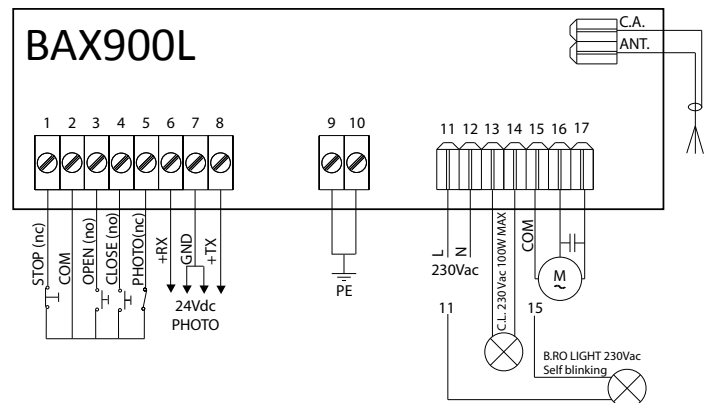 BAX900L
C.A.
ANT.
1 2 3 4 5 6 7 8
9 10
11 12 13 14 15 16 17
STOP (nc)
COM
OPEN (no)
CLOSE (no)
PHOTO(nc)
+RX
GND
+TX
24Vdc
PHOTO
PE
L
N
230Vac
C.L. 230 Vac 100W MAX
COM
M
~
11
15
B.RO LIGHT 230Vac
Self blinking